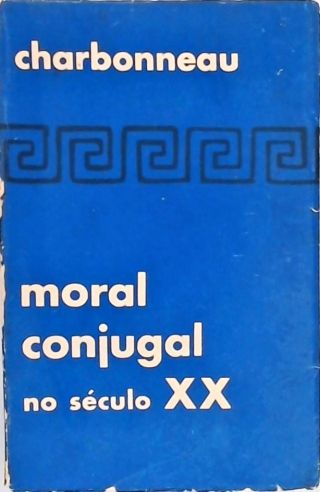 charbonneau
moral
conjugal
no século XX